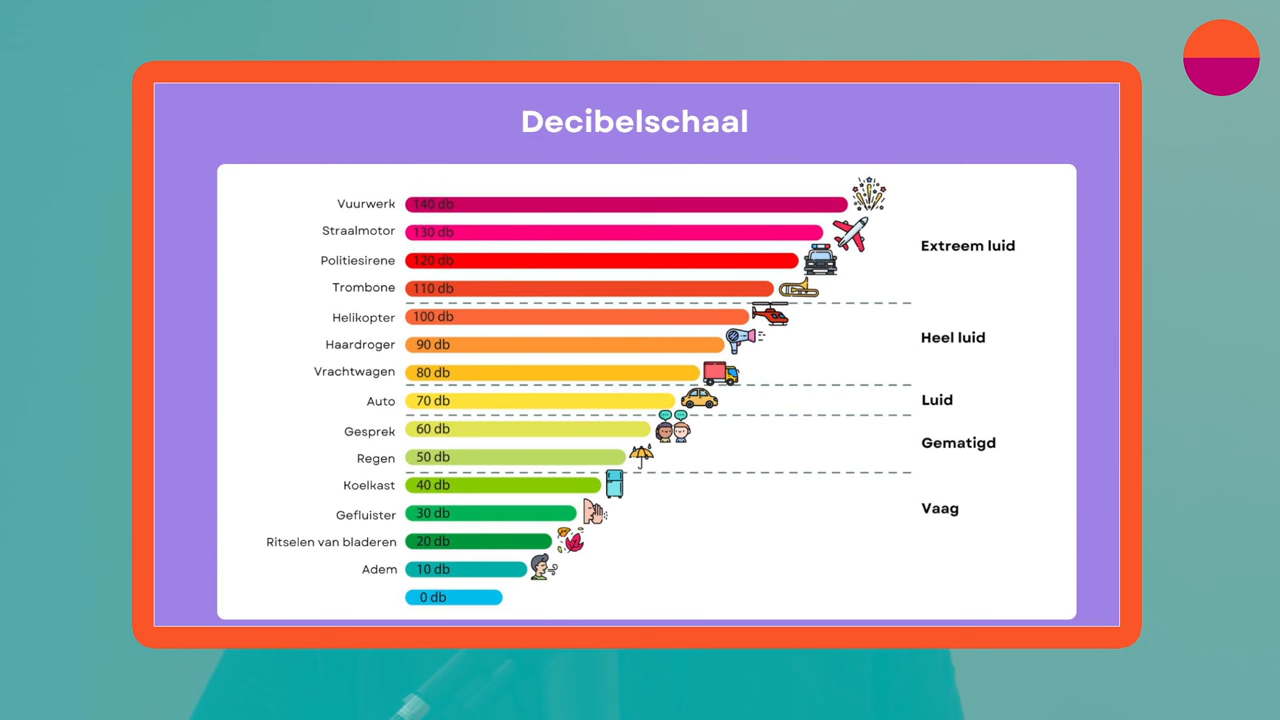 Decibelschaal
Vuurwerk 140 db
Straalmotor 130 db
Extreem luid
Politiesirene 120 db
Trombone 110 db
Helikopter 100 db
Heel luid
Haardroger 90 db
Vrachtwagen 80 db
Auto 70 db Luid
Gesprek 60 db
Gematigd
Regen 50 db
Koelkast 40 db
Vaag
Gefluister 30 db
Ritselen van bladeren 20 db
Adem 10 db
0 db